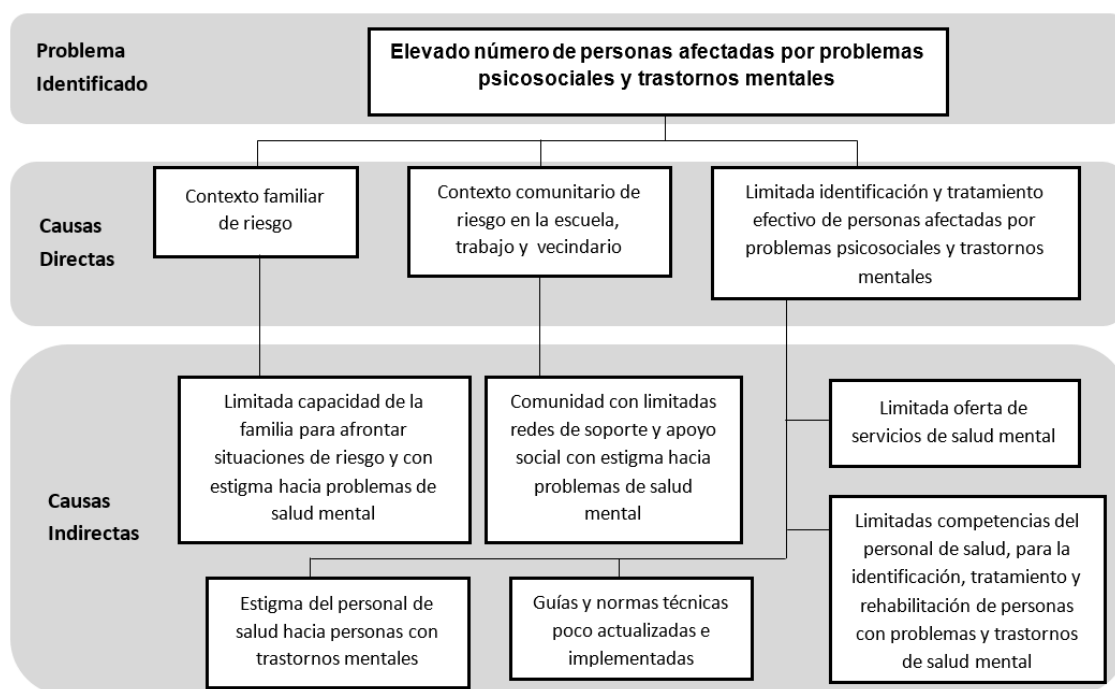 Problema
Identificado
Elevado número de personas afectadas por problemas
psicosociales y trastornos mentales
Causas
Directas
Contexto familiar
de riesgo
Contexto comunitario de
riesgo en la escuela,
trabajo y vecindario
Limitada identificación y tratamiento
efectivo de personas afectadas por
problemas psicosociales y trastornos
mentales
Causas
Indirectas
Limitada capacidad de la
familia para afrontar
situaciones de riesgo y con
estigma hacia problemas de
salud mental
Comunidad con limitadas
redes de soporte y apoyo
social con estigma hacia
problemas de salud
mental
Limitada oferta de
servicios de salud mental
Limitadas competencias del
personal de salud, para la
identificación, tratamiento y
rehabilitación de personas
con problemas y trastornos
de salud mental
Estigma del personal de
salud hacia personas con
trastornos mentales
Guías y normas técnicas
poco actualizadas e
implementadas